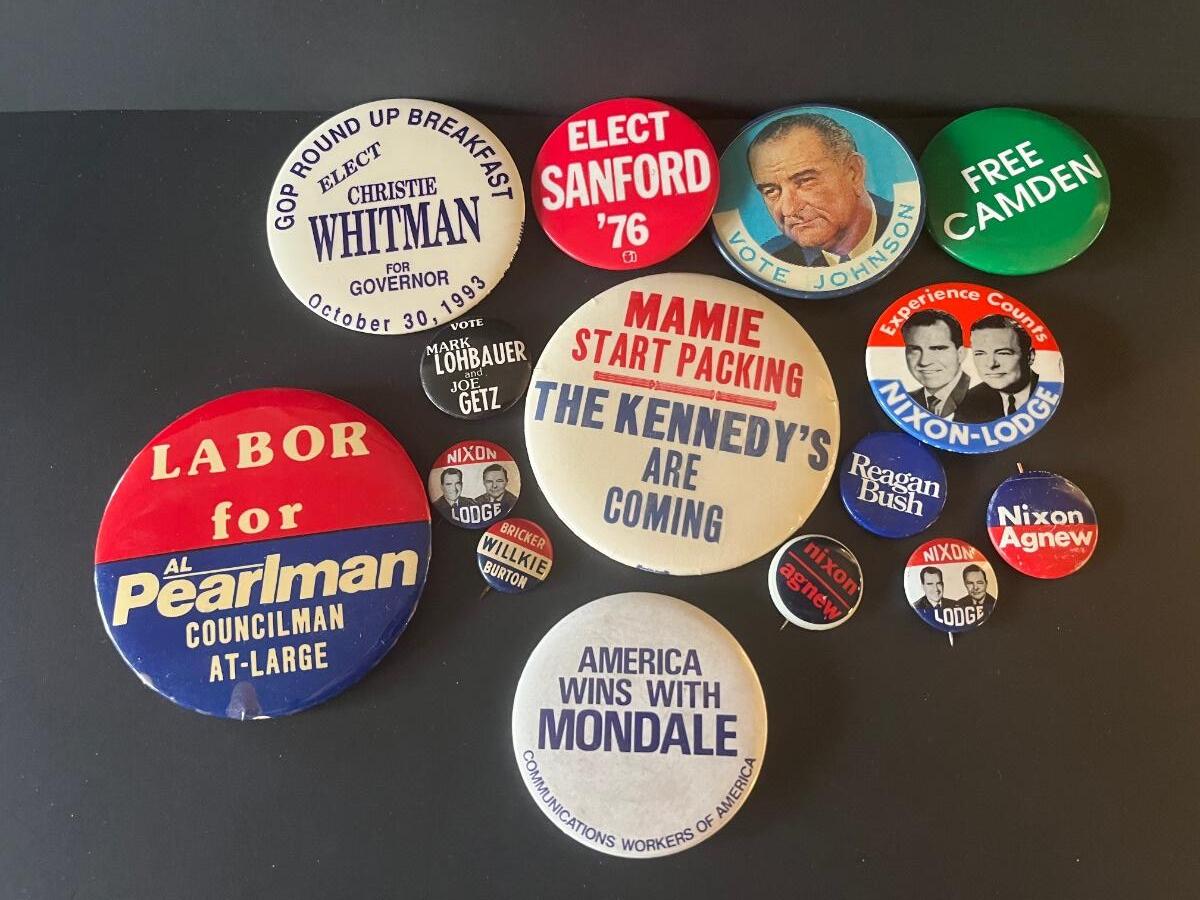 GOP ROUND UP BREAKFAST
ELECT
CHRISTIE
WHITMAN
FOR
GOVERNOR
October 30, 1993
ELECT
SANFORD
'76
VOTE JOHNSON
FREE
CAMDEN
VOTE
MARK
LOHBAUER
and
JOE
GETZ
MAMIE
START PACKING
THE KENNEDY'S
ARE
COMING
Experience Counts
NIXON-LODGE
LABOR
for
AL
Pearlman
COUNCILMAN
AT-LARGE
NIXON
LODGE
BRICKER
WILLKIE
BURTON
Reagan
Bush
Nixon
Agnew
nixon
agnew
NIXON
LODGE
AMERICA
WINS WITH
MONDALE
COMMUNICATIONS WORKERS OF AMERICA